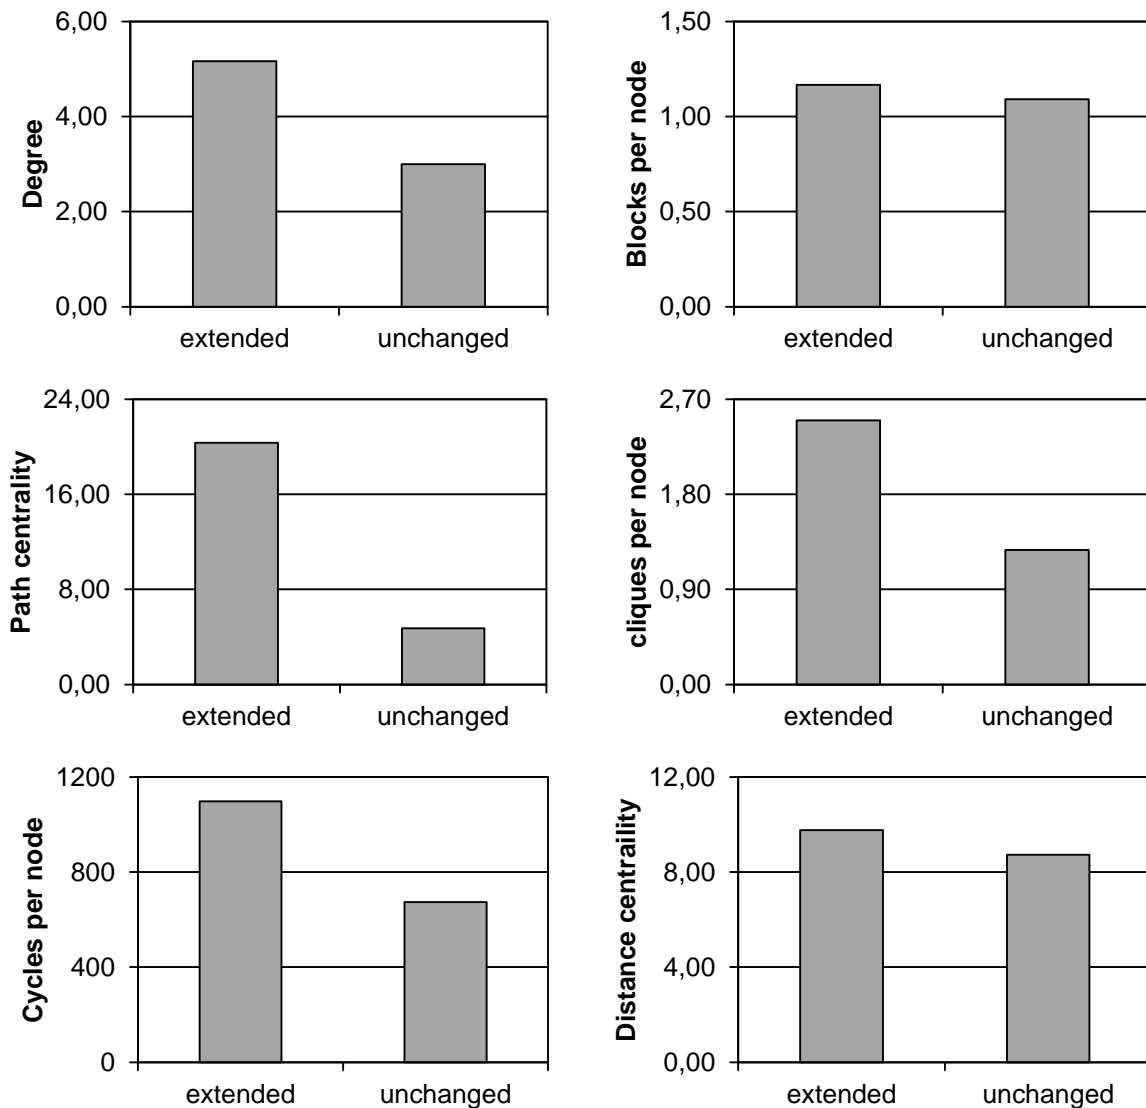 Degree
6,00
4,00
2,00
0,00
extended unchanged
Blocks per node
1,50
1,00
0,50
0,00
extended unchanged
Path centrality
24,00
16,00
8,00
0,00
extended unchanged
cliques per node
2,70
1,80
0,90
0,00
extended unchanged
Cycles per node
1200
800
400
0
extended unchanged
Distance centraility
12,00
8,00
4,00
0,00
extended unchanged